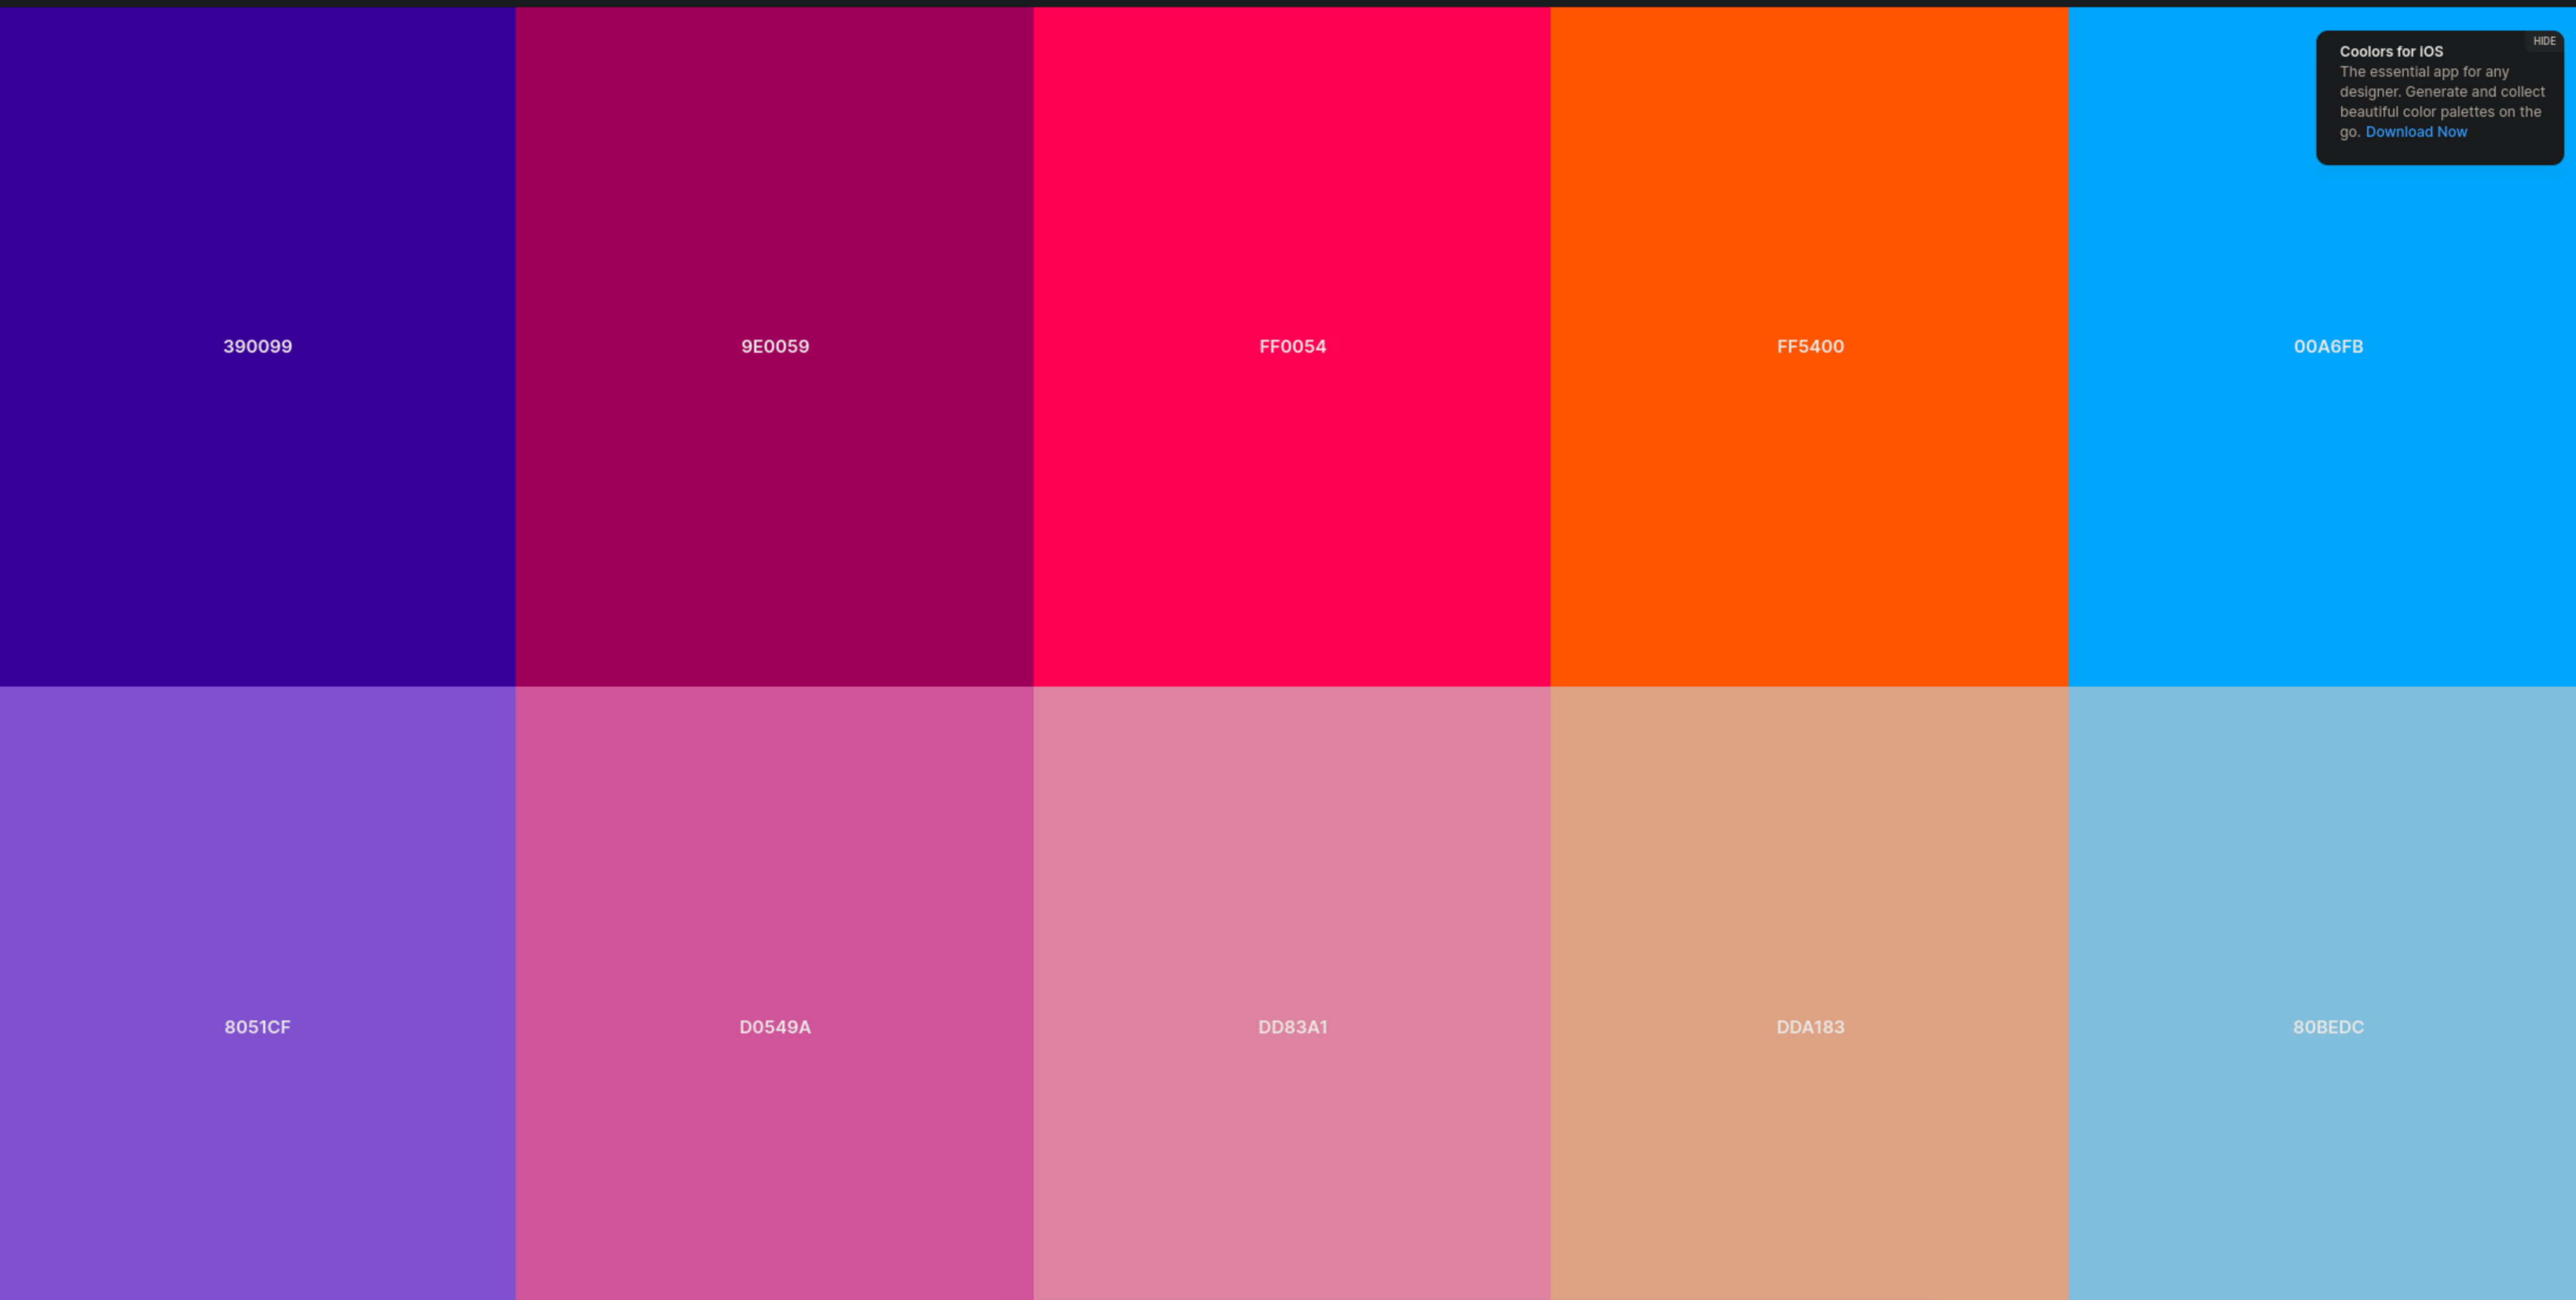 HIDE
Coolors for iOS
The essential app for any
designer. Generate and collect
beautiful color palettes on the
go. Download Now
390099
9E0059
FF0054
FF5400
00A6FB
8051CF
D0549A
DD83A1
DDA183
80BEDC